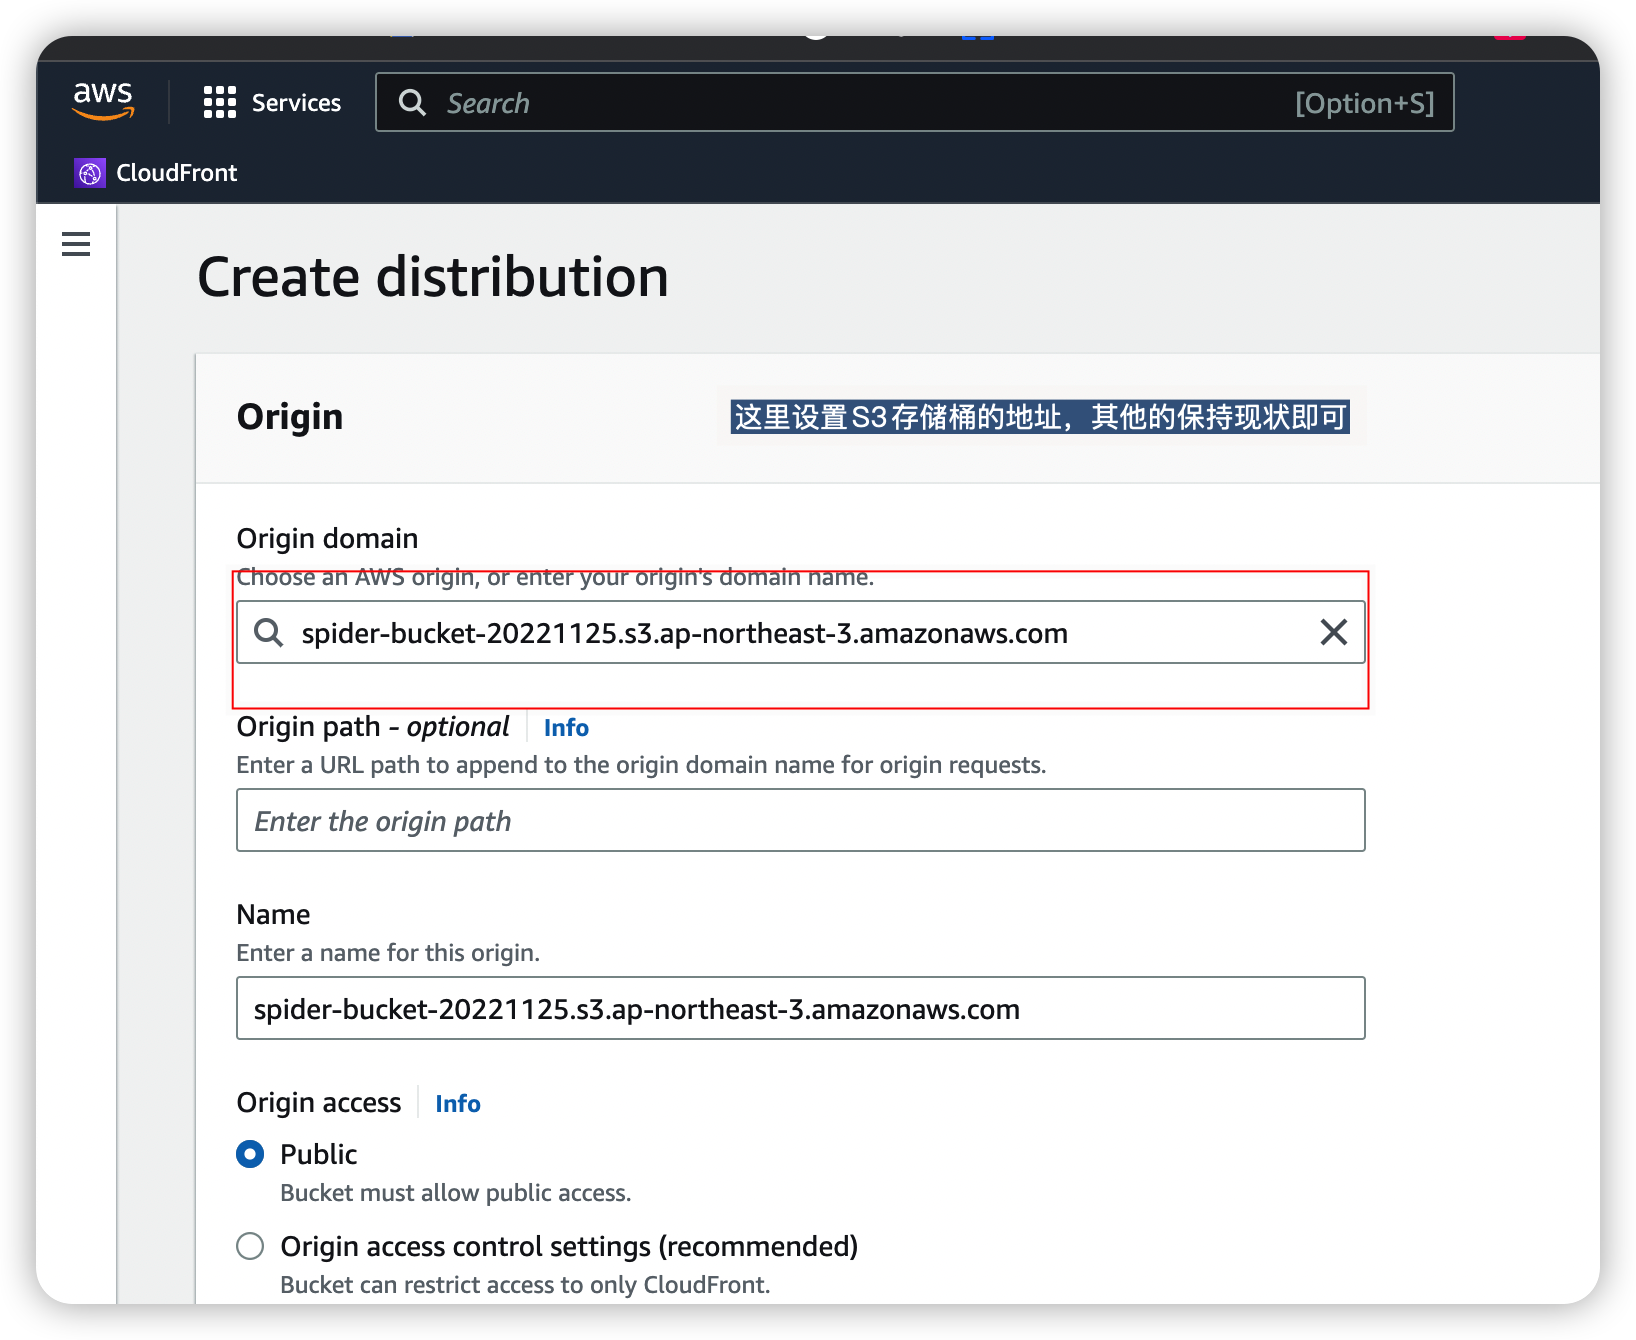 aws
Services
Search
[Option+S]
CloudFront
Create distribution
Origin
这里设置S3存储桶的地址，其他的保持现状即可
Origin domain
Choose an AWS origin, or enter your origin's domain name.
spider-bucket-20221125.s3.ap-northeast-3.amazonaws.com
Origin path - optional
Info
Enter a URL path to append to the origin domain name for origin requests.
Enter the origin path
Name
Enter a name for this origin.
spider-bucket-20221125.s3.ap-northeast-3.amazonaws.com
Origin access
Info
Public
Bucket must allow public access.
Origin access control settings (recommended)
Bucket can restrict access to only CloudFront.